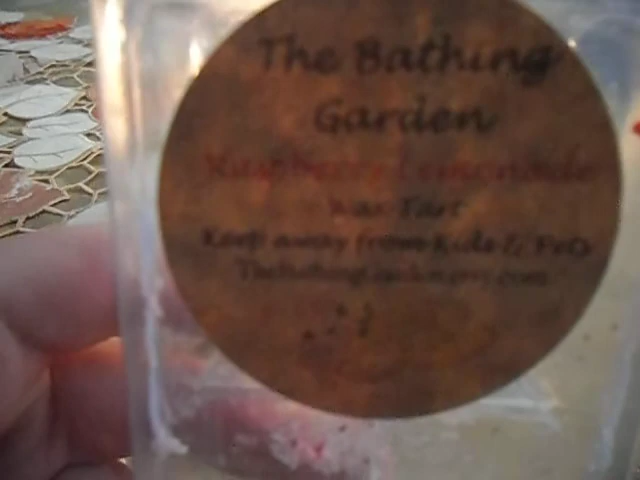 The Bathing
Garden
Raspberry Lemonade
Wax Tart
Keep away from Kids & Pets